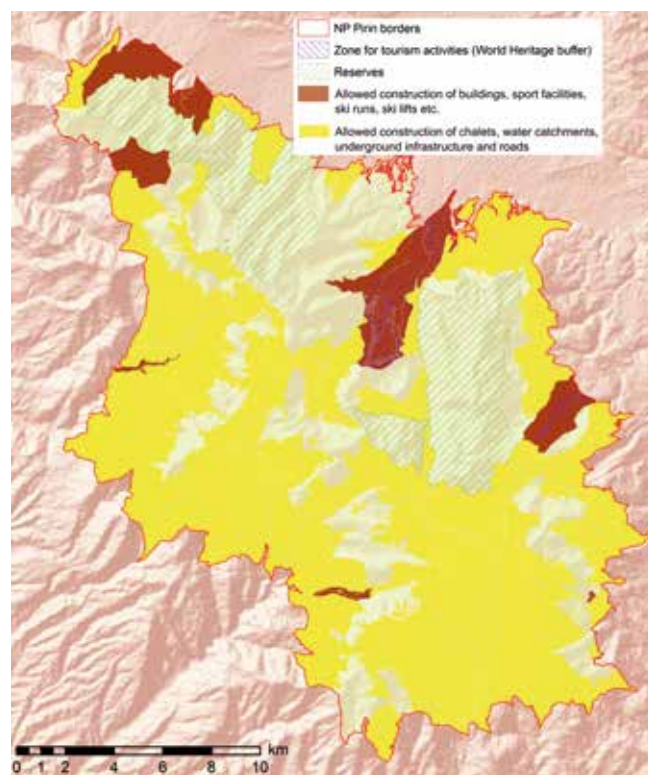 NP Pirin borders
Zone for tourism activities (World Heritage buffer)
Reserves
Allowed construction of buildings, sport facilities,
ski runs, ski lifts etc.
Allowed construction of chalets, water catchments,
underground infrastructure and roads
km
0 1 2 4 6 8 10